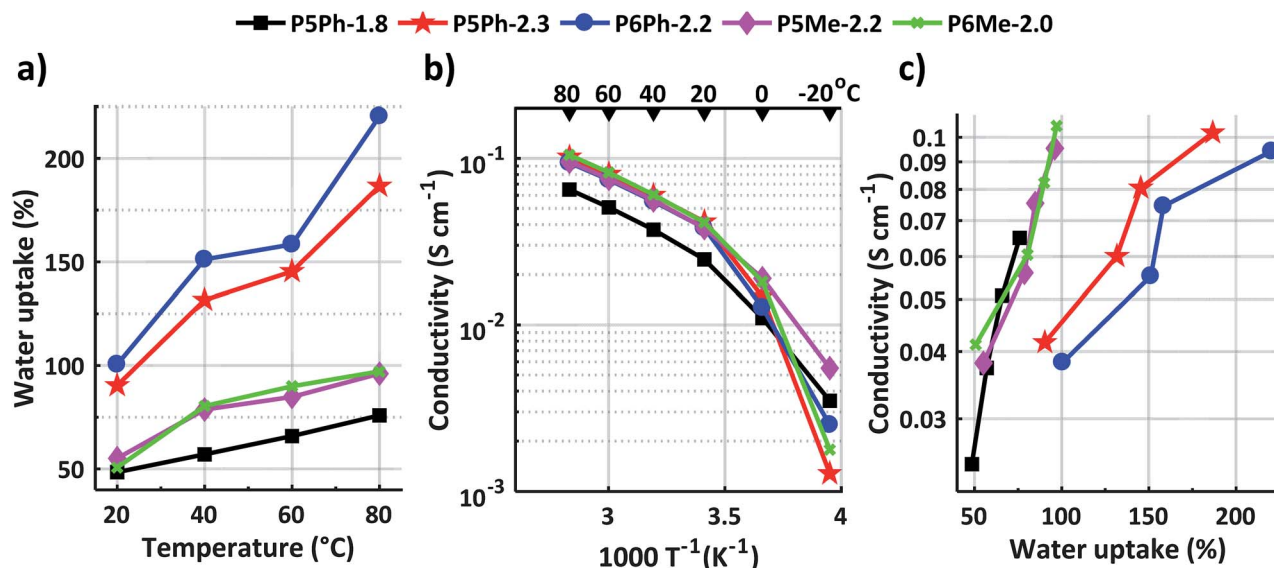 P5Ph-1.8 P5Ph-2.3 P6Ph-2.2 P5Me-2.2 P6Me-2.0
a)
Water uptake (%)
200
150
100
50
20 40 60 80
Temperature (°C)
b)
80 60 40 20 0 -20°C
Conductivity (S cm⁻¹)
10⁻¹
10⁻²
10⁻³
3 3.5 4
1000 T⁻¹(K⁻¹)
c)
Conductivity (S cm⁻¹)
0.1
0.09
0.08
0.07
0.06
0.05
0.04
0.03
50 100 150 200
Water uptake (%)